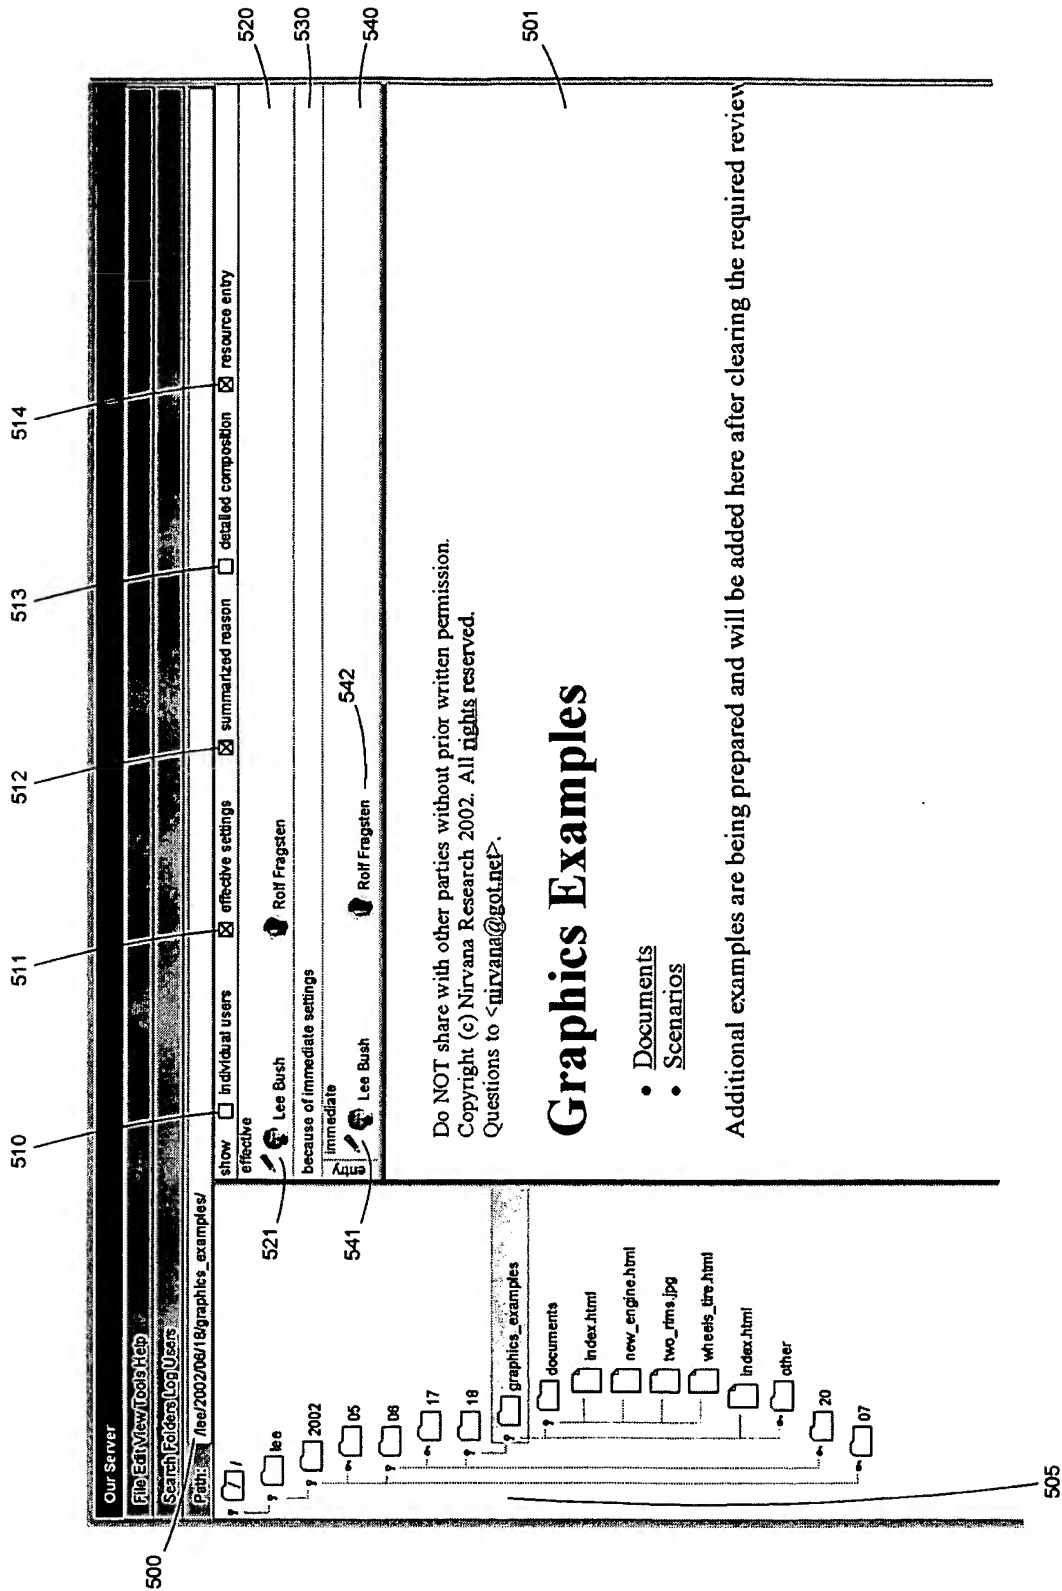 510
511
512
513
514
500
Our Server
File Edit View Tools Help
Search Folders Log Users
Path: /lee/2002/06/18/graphics_examples/
show individual users effective settings summarized reason detailed composition resource entry
effective
Lee Bush Rolf Fragsten
520
521
because of immediate settings
530
entry
immediate
Lee Bush Rolf Fragsten
540
541
542
/
lee
2002
05
06
17
18
graphics_examples
documents
index.html
new_engine.html
two_rims.jpg
wheels_tire.html
index.html
other
20
07
505
501
Do NOT share with other parties without prior written permission.
Copyright (c) Nirvana Research 2002. All rights reserved.
Questions to <nirvana@got.net>.
Graphics Examples
• Documents
• Scenarios
Additional examples are being prepared and will be added here after clearing the required review